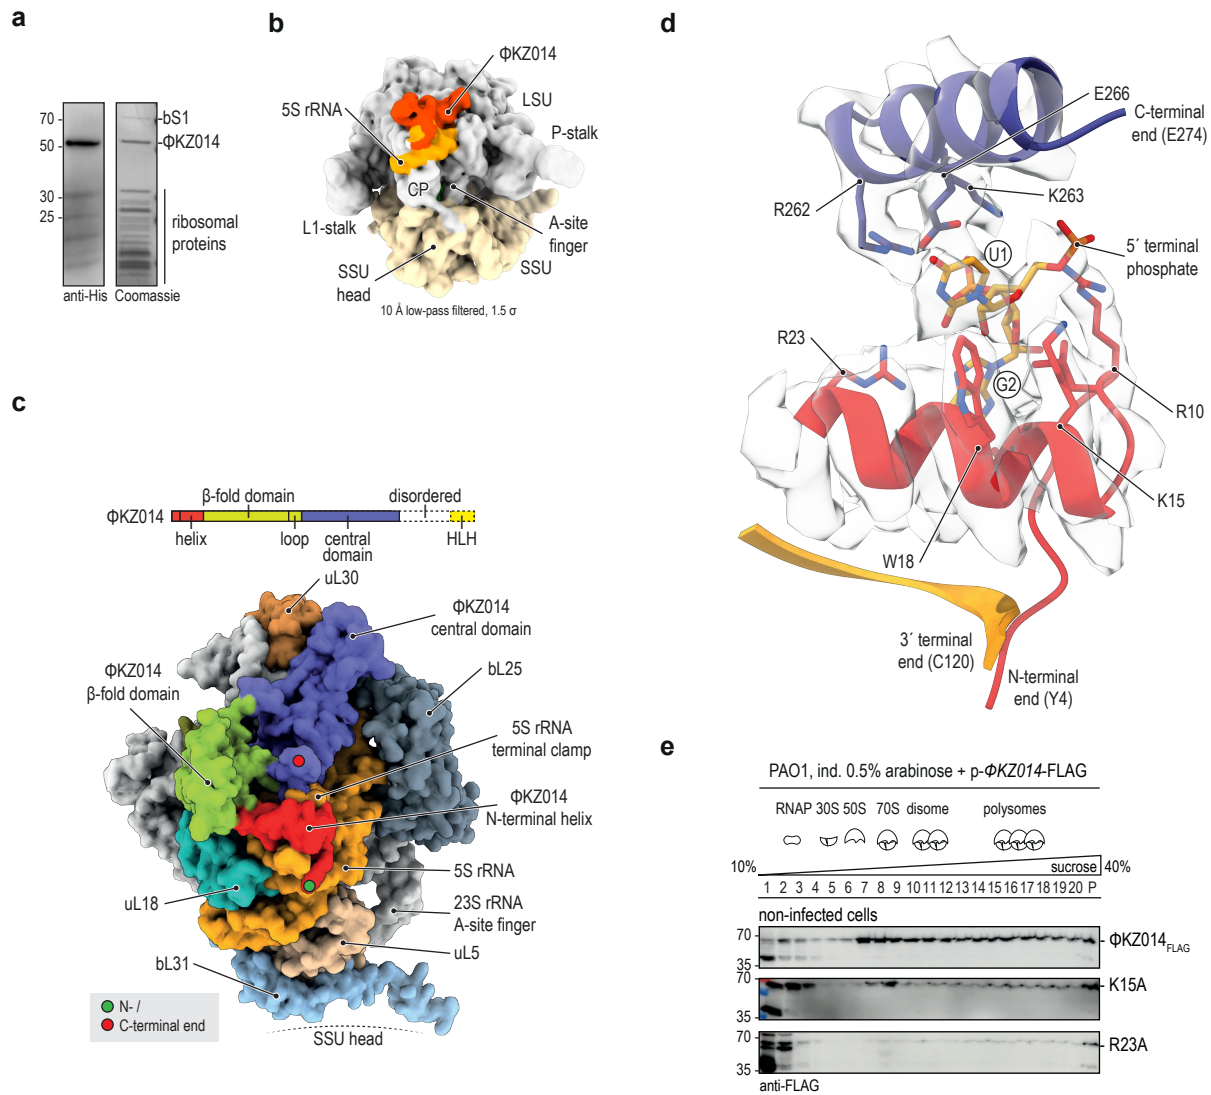 a
70
50
30
25
bS1
ΦKZ014
ribosomal
proteins
anti-His
Coomassie
b
ΦKZ014
5S rRNA
LSU
P-stalk
CP
L1-stalk
A-site
finger
SSU
head
SSU
10 Å low-pass filtered, 1.5 σ
c
β-fold domain
disordered
ΦKZ014
helix
loop
central
domain
HLH
uL30
ΦKZ014
central domain
ΦKZ014
β-fold domain
bL25
5S rRNA
terminal clamp
ΦKZ014
N-terminal helix
5S rRNA
uL18
23S rRNA
A-site finger
uL5
bL31
N- /
C-terminal end
SSU head
d
E266
C-terminal
end (E274)
K263
R262
U1
5´ terminal
phosphate
R23
G2
R10
K15
W18
3´ terminal
end (C120)
N-terminal
end (Y4)
e
PAO1, ind. 0.5% arabinose + p-ΦKZ014-FLAG
RNAP 30S 50S 70S disome polysomes
10% sucrose 40%
1 2 3 4 5 6 7 8 9 10 11 12 13 14 15 16 17 18 19 20 P
non-infected cells
70
35
ΦKZ014FLAG
70
35
K15A
70
35
R23A
anti-FLAG